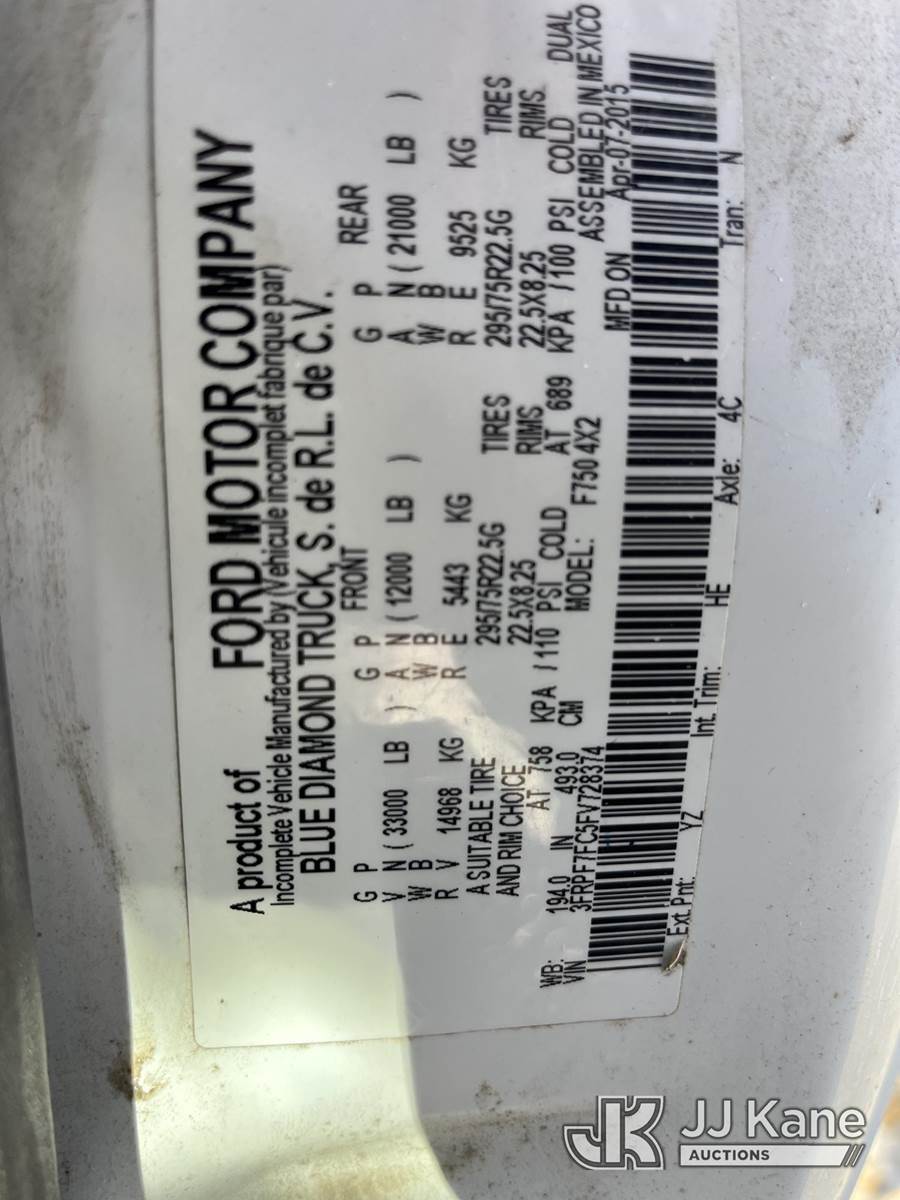 A product of FORD MOTOR COMPANY
Incomplete Vehicle Manufactured by (Vehicule incomplet fabrique par)
BLUE DIAMOND TRUCK, S. de R.L. de C.V.
FRONT REAR
G P G P G P
V N ( 33000 LB ) A N ( 12000 LB ) A N ( 21000 LB )
W B W B W B
R V 14968 KG R E 5443 KG R E 9525 KG
A SUITABLE TIRE 295/75R22.5G TIRES 295/75R22.5G TIRES
AND RIM CHOICE 22.5X8.25 RIMS 22.5X8.25 RIMS
AT 758 KPA / 110 PSI COLD AT 689 KPA / 100 PSI COLD DUAL
WB: 194.0 IN 493.0 CM MODEL: F750 4X2 ASSEMBLED IN MEXICO
VIN 3FRPF7FC5FV728374 MFD ON Apr-07-2015
Ext. Pnt: YZ Int. Trim: HE Axle: 4C Tran: N
JK JJ Kane
AUCTIONS